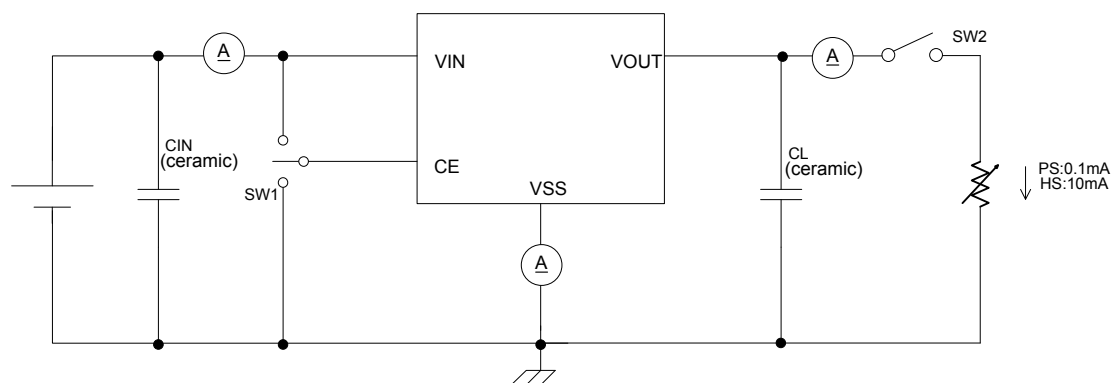 A
VIN
VOUT
A
SW2
CIN
(ceramic)
SW1
CE
VSS
CL
(ceramic)
PS:0.1mA
HS:10mA
A